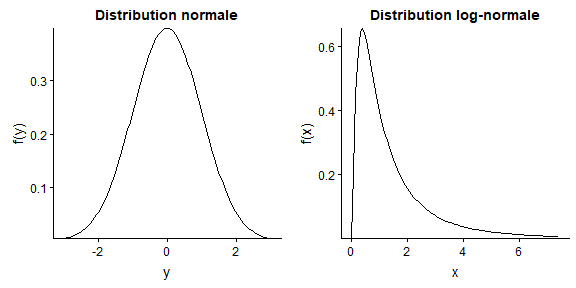 Distribution normale
f(y)
0.3
0.2
0.1
-2 0 2
y
Distribution log-normale
f(x)
0.6
0.4
0.2
0 2 4 6
x